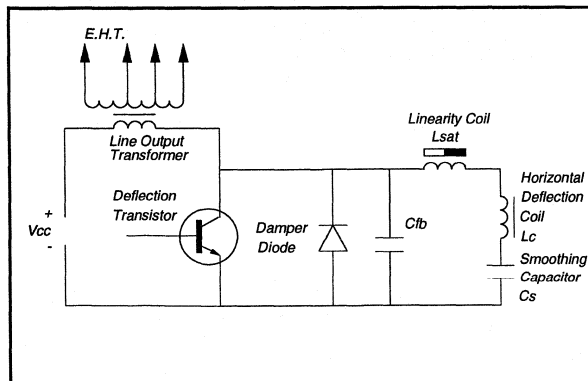 E.H.T.
Line Output
Transformer
Linearity Coil
Lsat
Horizontal
Deflection
Coil
Lc
Deflection
Transistor
+
Vcc
-
Damper
Diode
Cfb
Smoothing
Capacitor
Cs